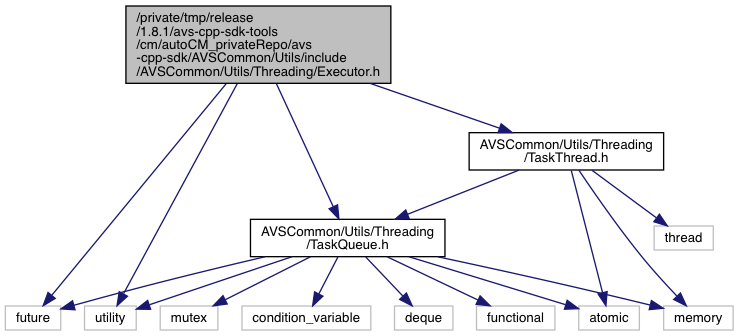 /private/tmp/release
/1.8.1/avs-cpp-sdk-tools
/cm/autoCM_privateRepo/avs
-cpp-sdk/AVSCommon/Utils/include
/AVSCommon/Utils/Threading/Executor.h
AVSCommon/Utils/Threading
/TaskThread.h
AVSCommon/Utils/Threading
/TaskQueue.h
thread
future
utility
mutex
condition_variable
deque
functional
atomic
memory